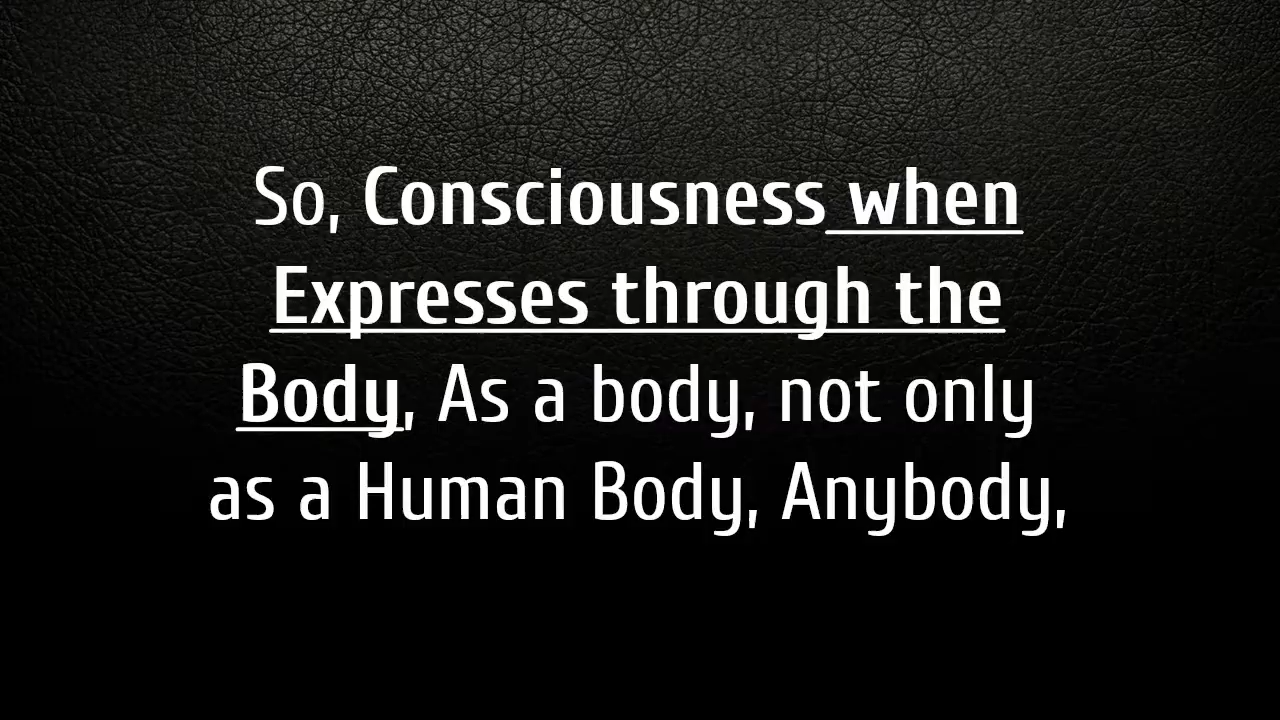 So, Consciousness when
Expresses through the
Body, As a body, not only
as a Human Body, Anybody,